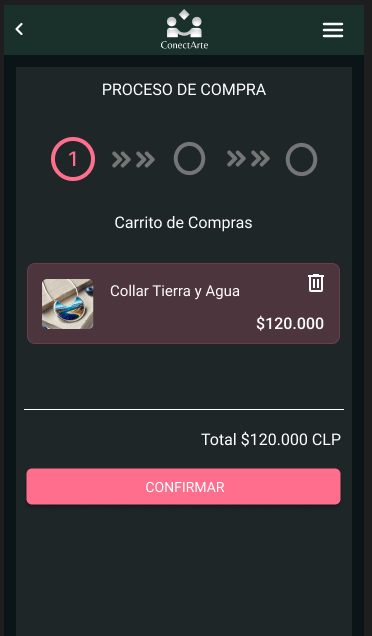 ConectArte
PROCESO DE COMPRA
1
Carrito de Compras
Collar Tierra y Agua
$120.000
Total $120.000 CLP
CONFIRMAR